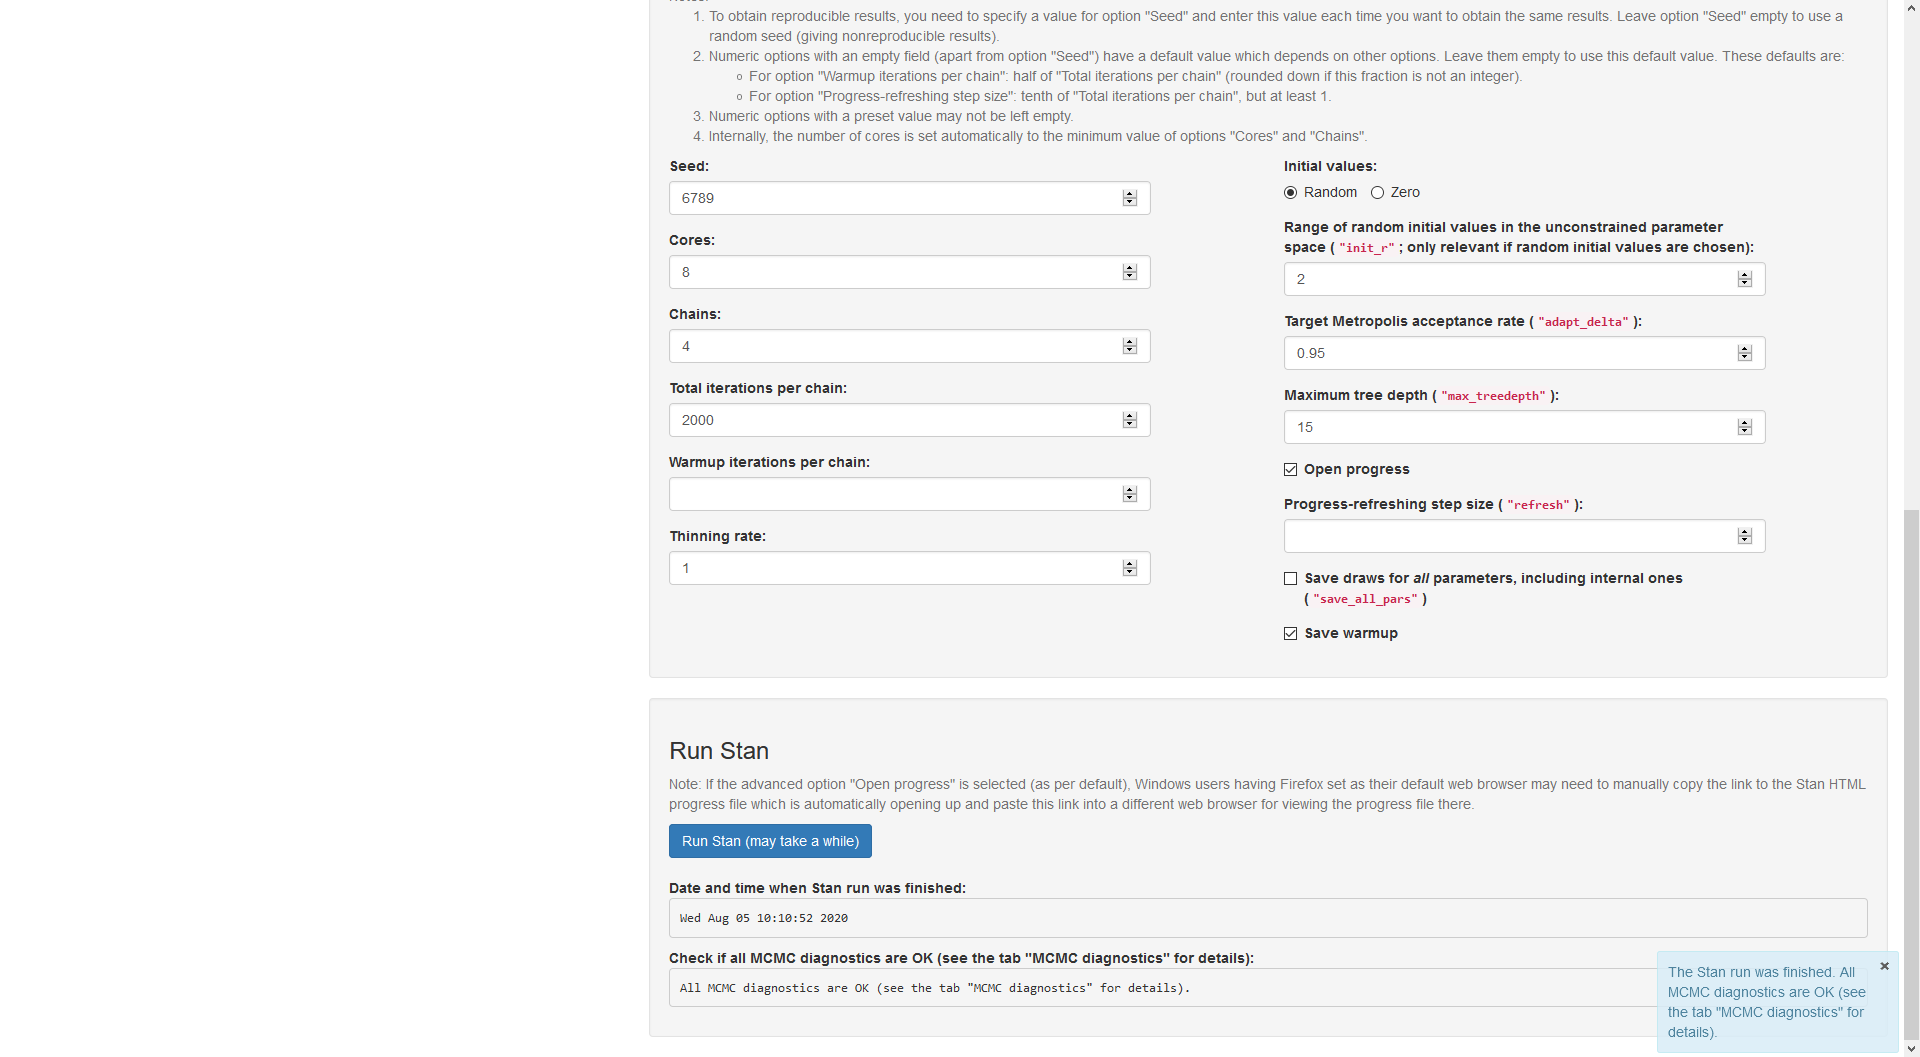 1. To obtain reproducible results, you need to specify a value for option "Seed" and enter this value each time you want to obtain the same results. Leave option "Seed" empty to use a
random seed (giving nonreproducible results).
2. Numeric options with an empty field (apart from option "Seed") have a default value which depends on other options. Leave them empty to use this default value. These defaults are:
o For option "Warmup iterations per chain": half of "Total iterations per chain" (rounded down if this fraction is not an integer).
o For option "Progress-refreshing step size": tenth of "Total iterations per chain", but at least 1.
3. Numeric options with a preset value may not be left empty.
4. Internally, the number of cores is set automatically to the minimum value of options "Cores" and "Chains".
Seed:
6789
Cores:
8
Chains:
4
Total iterations per chain:
2000
Warmup iterations per chain:
Thinning rate:
1
Initial values:
Random Zero
Range of random initial values in the unconstrained parameter
space ( "init_r" ; only relevant if random initial values are chosen):
2
Target Metropolis acceptance rate ( "adapt_delta" ):
0.95
Maximum tree depth ( "max_treedepth" ):
15
Open progress
Progress-refreshing step size ( "refresh" ):
Save draws for all parameters, including internal ones
( "save_all_pars" )
Save warmup
Run Stan
Note: If the advanced option "Open progress" is selected (as per default), Windows users having Firefox set as their default web browser may need to manually copy the link to the Stan HTML
progress file which is automatically opening up and paste this link into a different web browser for viewing the progress file there.
Run Stan (may take a while)
Date and time when Stan run was finished:
Wed Aug 05 10:10:52 2020
Check if all MCMC diagnostics are OK (see the tab "MCMC diagnostics" for details):
All MCMC diagnostics are OK (see the tab "MCMC diagnostics" for details).
The Stan run was finished. All
MCMC diagnostics are OK (see
the tab "MCMC diagnostics" for
details).